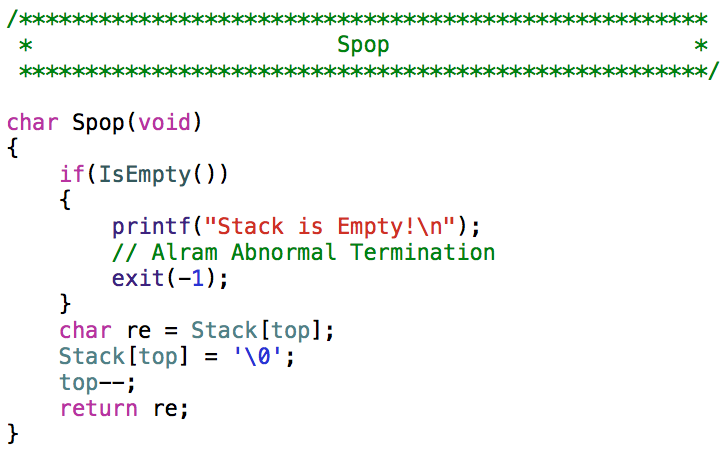 /****************************************************
 *                       Spop                       *
 ****************************************************/

char Spop(void)
{
    if(IsEmpty())
    {
        printf("Stack is Empty!\n");
        // Alram Abnormal Termination
        exit(-1);
    }
    char re = Stack[top];
    Stack[top] = '\0';
    top--;
    return re;
}